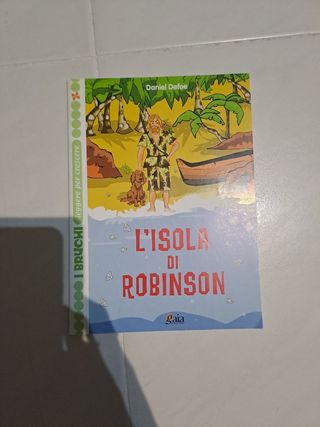 Daniel Defoe
L'ISOLA
DI
ROBINSON
gaia
I BRUCHI leggere per crescere